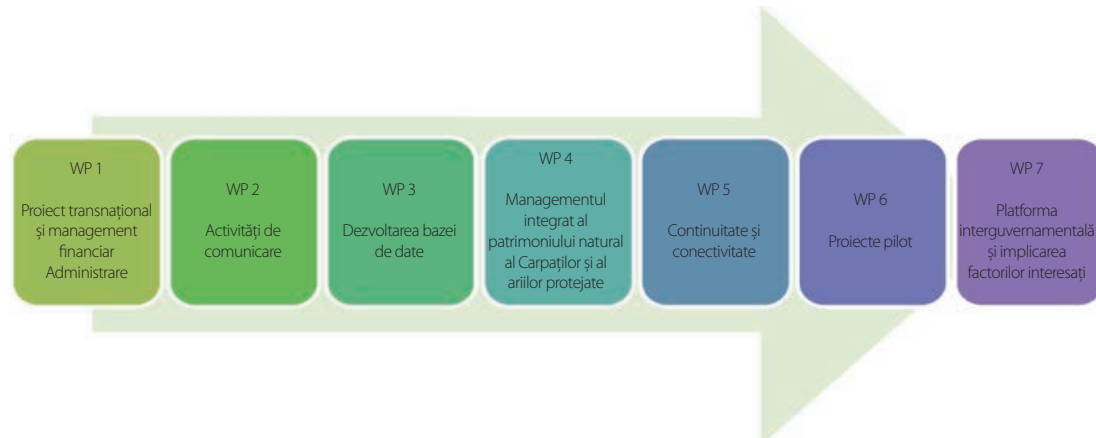 WP 1
Proiect transnațional
și management
financiar
Administrare
WP 2
Activități de
comunicare
WP 3
Dezvoltarea bazei
de date
WP 4
Managementul
integrat al
patrimoniului natural
al Carpaților și al
ariilor protejate
WP 5
Continuitate și
conectivitate
WP 6
Proiecte pilot
WP 7
Platforma
interguvernamentală
și implicarea
factorilor interesați